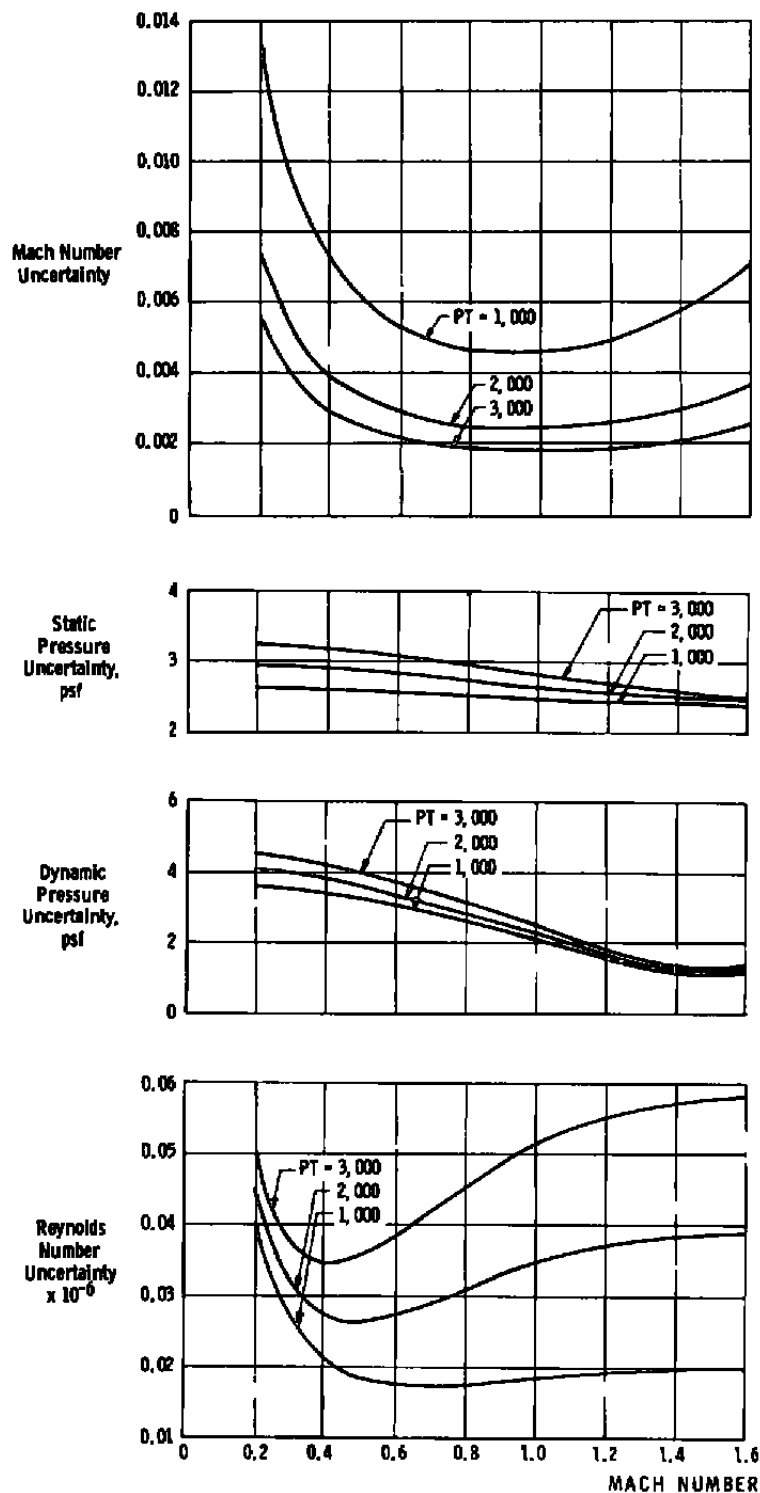 0.014
0.012
0.010
0.008
Mach Number
Uncertainty
0.006
PT = 1,000
0.004
2,000
3,000
0.002
0
4
Static
Pressure
Uncertainty,
psf
PT = 3,000
2,000
1,000
3
2
6
PT = 3,000
2,000
1,000
4
Dynamic
Pressure
Uncertainty,
psf
2
0
0.06
0.05
PT = 3,000
2,000
1,000
0.04
Reynolds
Number
Uncertainty
x 10-6
0.03
0.02
0.01
0 0.2 0.4 0.6 0.8 1.0 1.2 1.4 1.6
MACH NUMBER